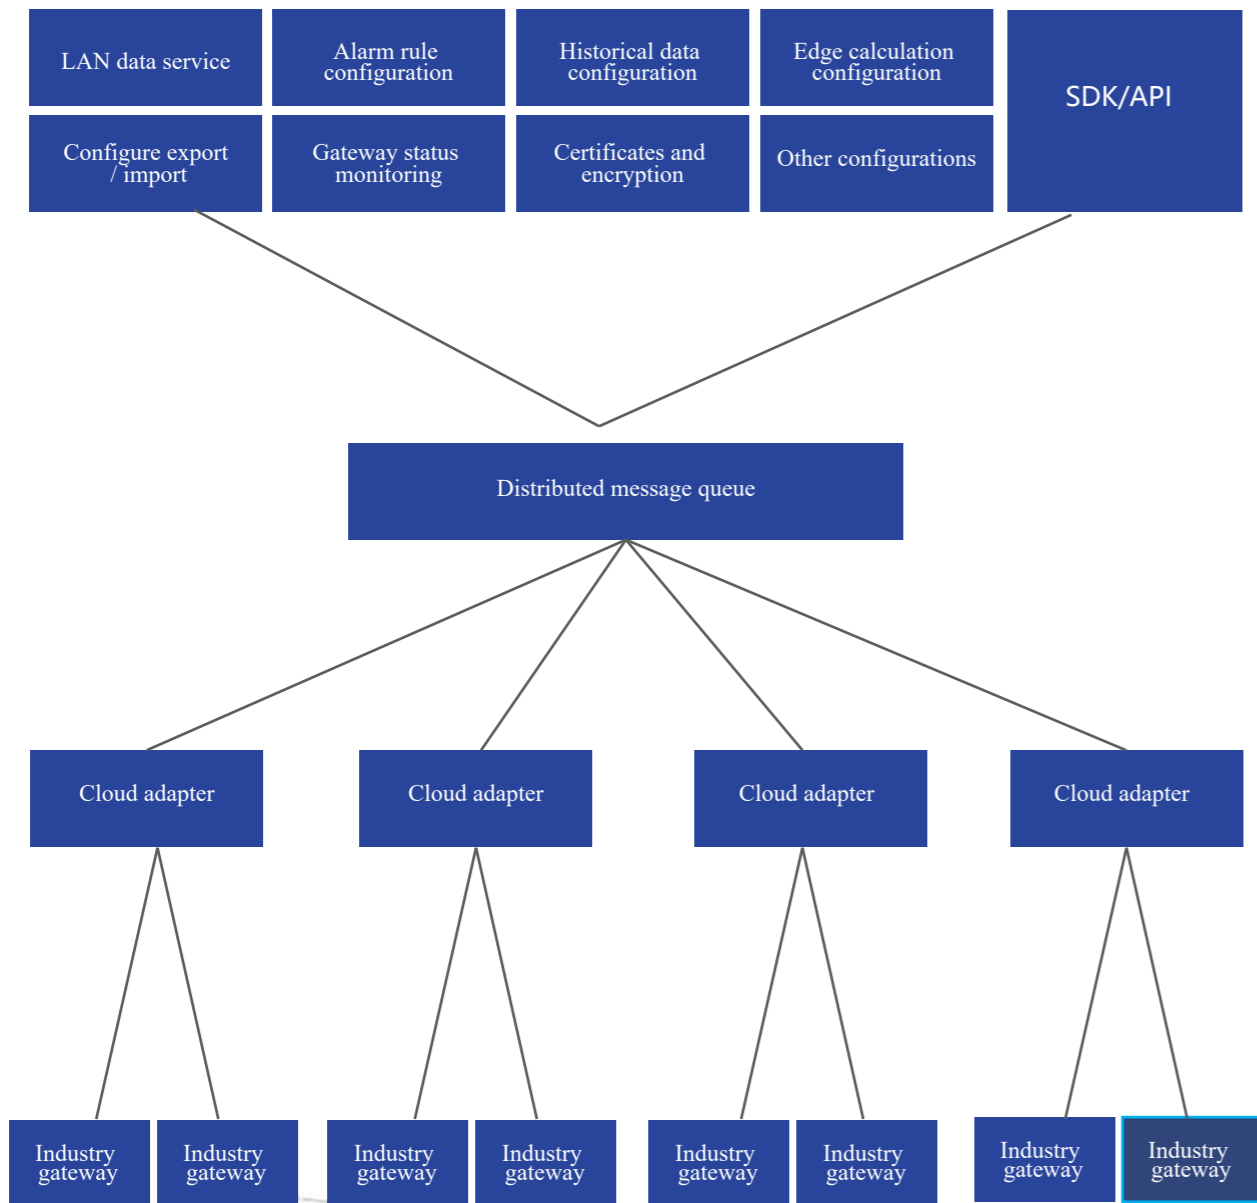 LAN data service
Alarm rule
configuration
Historical data
configuration
Edge calculation
configuration
SDK/API
Configure export
/ import
Gateway status
monitoring
Certificates and
encryption
Other configurations
Distributed message queue
Cloud adapter
Cloud adapter
Cloud adapter
Cloud adapter
Industry
gateway
Industry
gateway
Industry
gateway
Industry
gateway
Industry
gateway
Industry
gateway
Industry
gateway
Industry
gateway